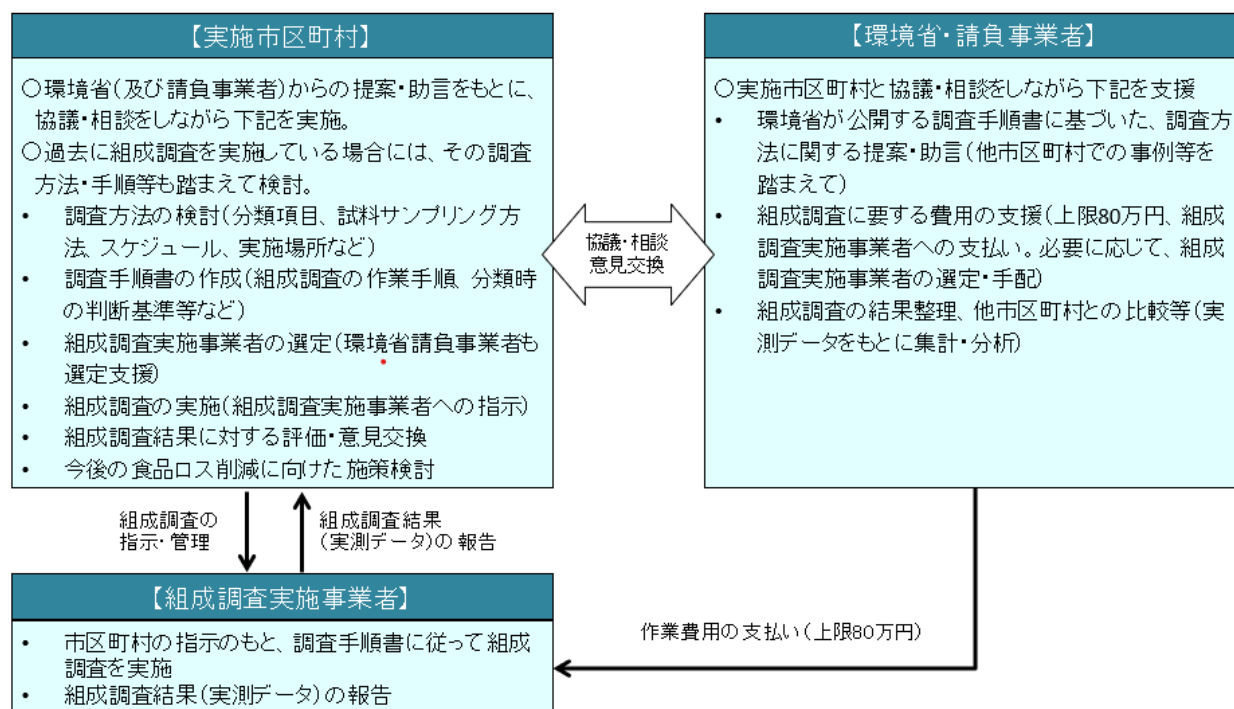 【実施市区町村】
○環境省(及び請負事業者)からの提案・助言をもとに、
協議・相談をしながら下記を実施。
○過去に組成調査を実施している場合には、その調査
方法・手順等も踏まえて検討。
• 調査方法の検討(分類項目、試料サンプリング方
法、スケジュール、実施場所など)
• 調査手順書の作成(組成調査の作業手順、分類時
の判断基準等など)
• 組成調査実施事業者の選定(環境省請負事業者も
選定支援)
• 組成調査の実施(組成調査実施事業者への指示)
• 組成調査結果に対する評価・意見交換
• 今後の食品ロス削減に向けた施策検討
協議・相談
意見交換
【環境省・請負事業者】
○実施市区町村と協議・相談をしながら下記を支援
• 環境省が公開する調査手順書に基づいた、調査方
法に関する提案・助言(他市区町村での事例等を
踏まえて)
• 組成調査に要する費用の支援(上限80万円、組成
調査実施事業者への支払い。必要に応じて、組成
調査実施事業者の選定・手配)
• 組成調査の結果整理、他市区町村との比較等(実
測データをもとに集計・分析)
組成調査の
指示・管理
組成調査結果
(実測データ)の報告
【組成調査実施事業者】
• 市区町村の指示のもと、調査手順書に従って組成
調査を実施
• 組成調査結果(実測データ)の報告
作業費用の支払い(上限80万円)